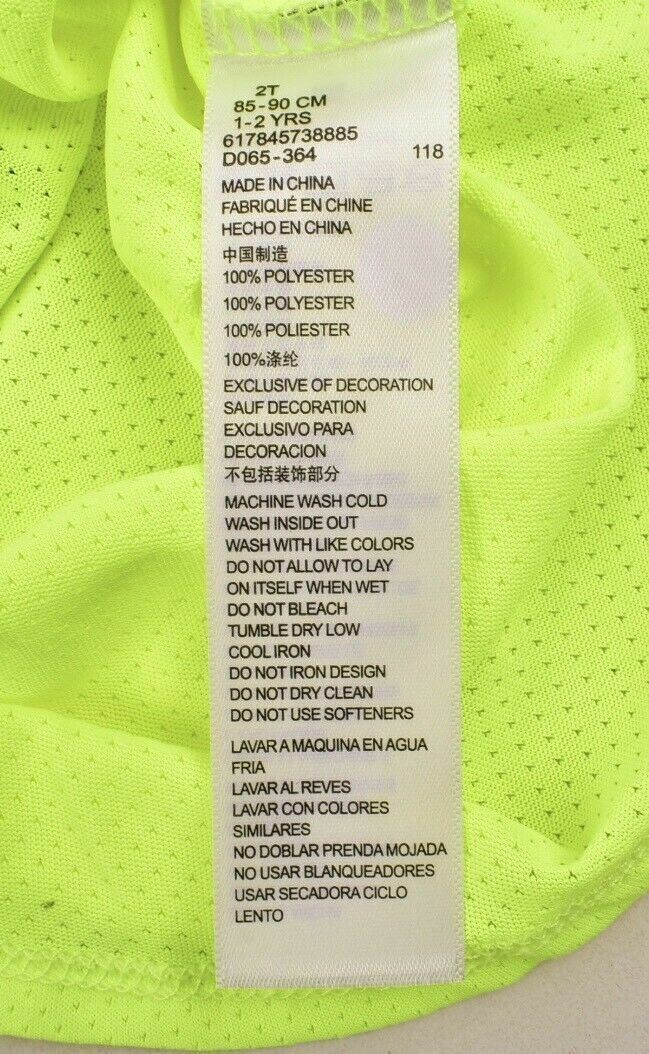 2T
85-90 CM
1-2 YRS
617845738885
D065-364 118
MADE IN CHINA
FABRIQUÉ EN CHINE
HECHO EN CHINA
中国制造
100% POLYESTER
100% POLYESTER
100% POLIESTER
100%涤纶
EXCLUSIVE OF DECORATION
SAUF DECORATION
EXCLUSIVO PARA
DECORACION
不包括装饰部分
MACHINE WASH COLD
WASH INSIDE OUT
WASH WITH LIKE COLORS
DO NOT ALLOW TO LAY
ON ITSELF WHEN WET
DO NOT BLEACH
TUMBLE DRY LOW
COOL IRON
DO NOT IRON DESIGN
DO NOT DRY CLEAN
DO NOT USE SOFTENERS
LAVAR A MAQUINA EN AGUA
FRIA
LAVAR AL REVES
LAVAR CON COLORES
SIMILARES
NO DOBLAR PRENDA MOJADA
NO USAR BLANQUEADORES
USAR SECADORA CICLO
LENTO